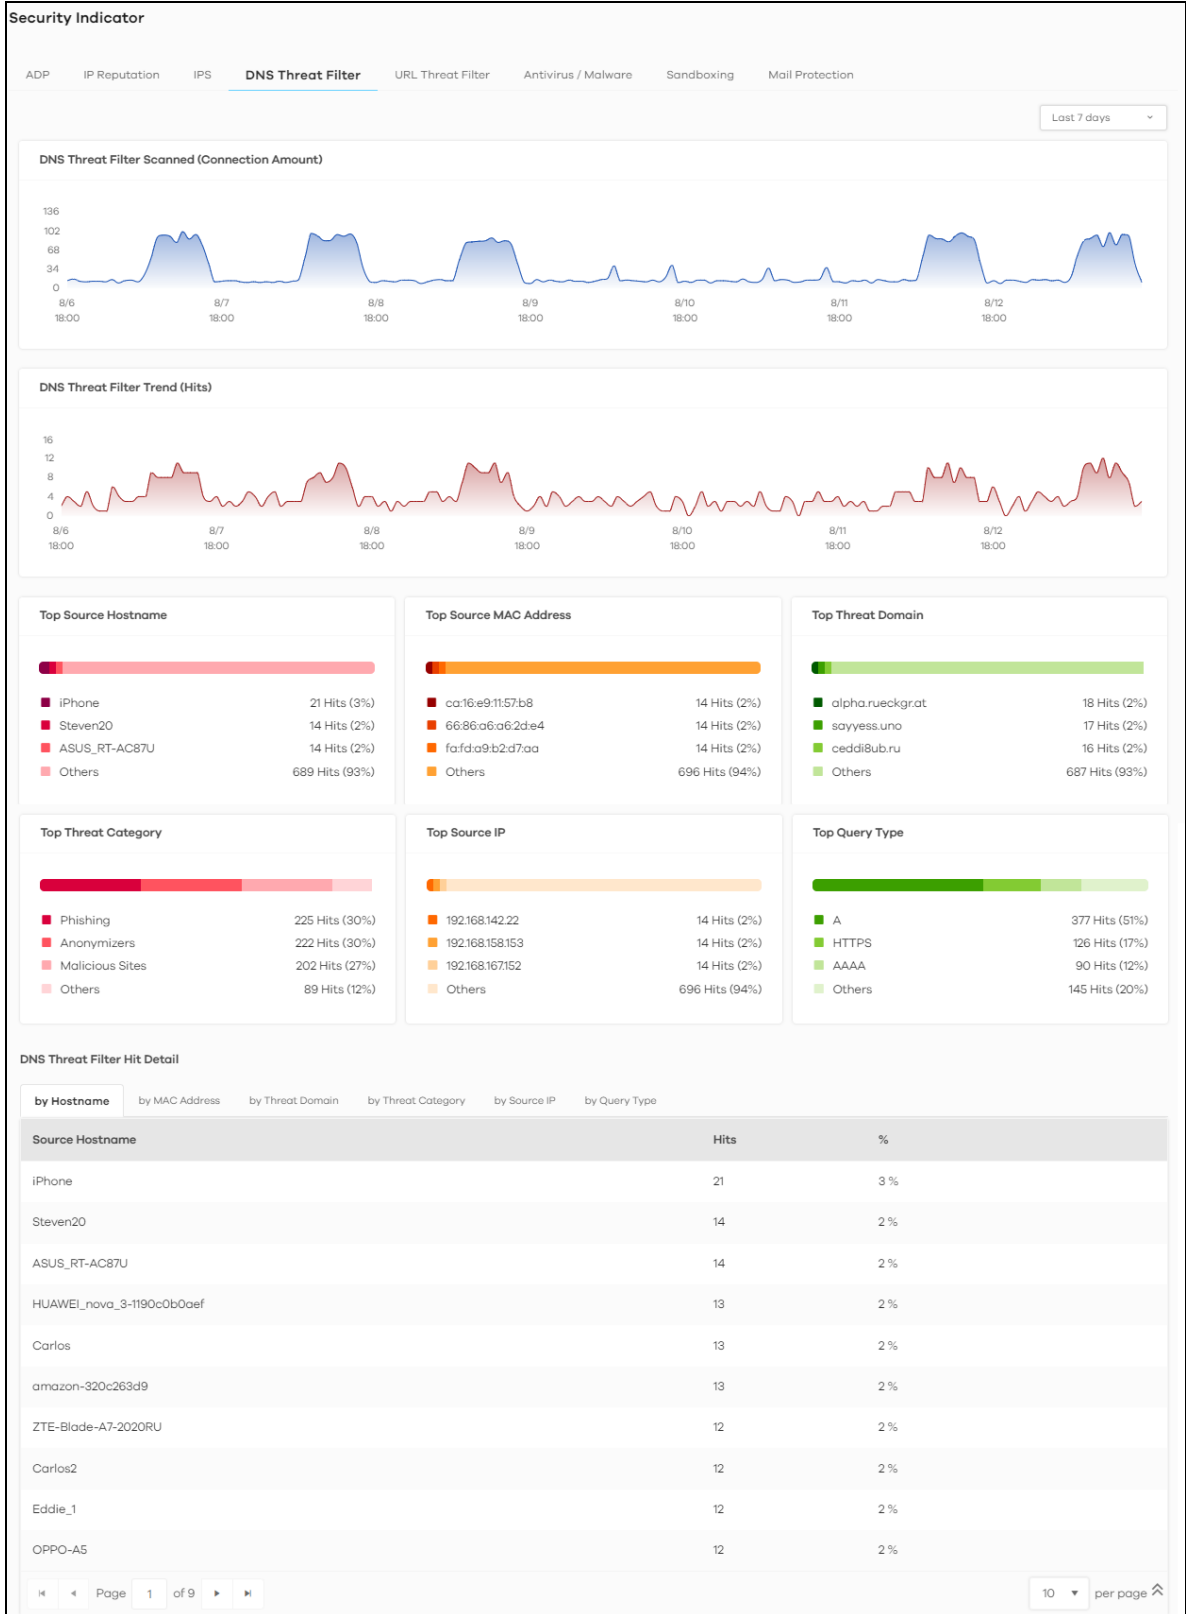 Security Indicator
ADP IP Reputation IPS DNS Threat Filter URL Threat Filter Antivirus / Malware Sandboxing Mail Protection
Last 7 days
DNS Threat Filter Scanned (Connection Amount)
136
102
68
34
0
8/6 8/7 8/8 8/9 8/10 8/11 8/12
18:00 18:00 18:00 18:00 18:00 18:00 18:00
DNS Threat Filter Trend (Hits)
16
12
8
4
0
8/6 8/7 8/8 8/9 8/10 8/11 8/12
18:00 18:00 18:00 18:00 18:00 18:00 18:00
Top Source Hostname
iPhone 21 Hits (3%)
Steven20 14 Hits (2%)
ASUS_RT-AC87U 14 Hits (2%)
Others 689 Hits (93%)
Top Source MAC Address
ca:16:e9:11:57:b8 14 Hits (2%)
66:86:a6:a6:2d:e4 14 Hits (2%)
fa:fd:a9:b2:d7:aa 14 Hits (2%)
Others 696 Hits (94%)
Top Threat Domain
alpha.rueckgr.at 18 Hits (2%)
sayyess.uno 17 Hits (2%)
ceddi8ub.ru 16 Hits (2%)
Others 687 Hits (93%)
Top Threat Category
Phishing 225 Hits (30%)
Anonymizers 222 Hits (30%)
Malicious Sites 202 Hits (27%)
Others 89 Hits (12%)
Top Source IP
192.168.142.22 14 Hits (2%)
192.168.158.153 14 Hits (2%)
192.168.167.152 14 Hits (2%)
Others 696 Hits (94%)
Top Query Type
A 377 Hits (51%)
HTTPS 126 Hits (17%)
AAAA 90 Hits (12%)
Others 145 Hits (20%)
DNS Threat Filter Hit Detail
by Hostname by MAC Address by Threat Domain by Threat Category by Source IP by Query Type
Source Hostname Hits %
iPhone 21 3 %
Steven20 14 2 %
ASUS_RT-AC87U 14 2 %
HUAWEI_nova_3-1190c0b0aef 13 2 %
Carlos 13 2 %
amazon-320c263d9 13 2 %
ZTE-Blade-A7-2020RU 12 2 %
Carlos2 12 2 %
Eddie_1 12 2 %
OPPO-A5 12 2 %
Page 1 of 9 10 per page